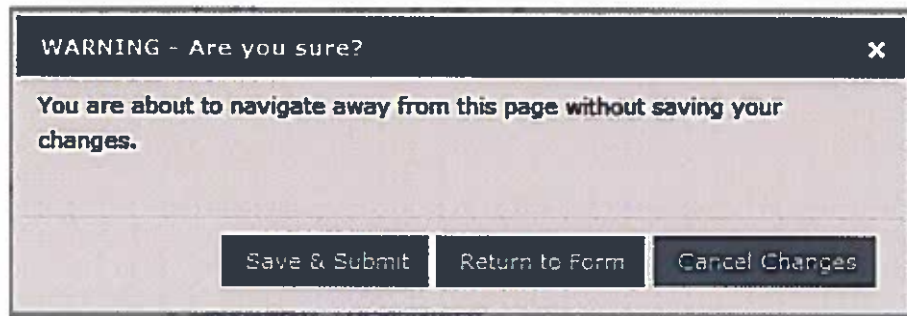 WARNING - Are you sure?
x
You are about to navigate away from this page without saving your
changes.
Save & Submit
Return to Form
Cancel Changes